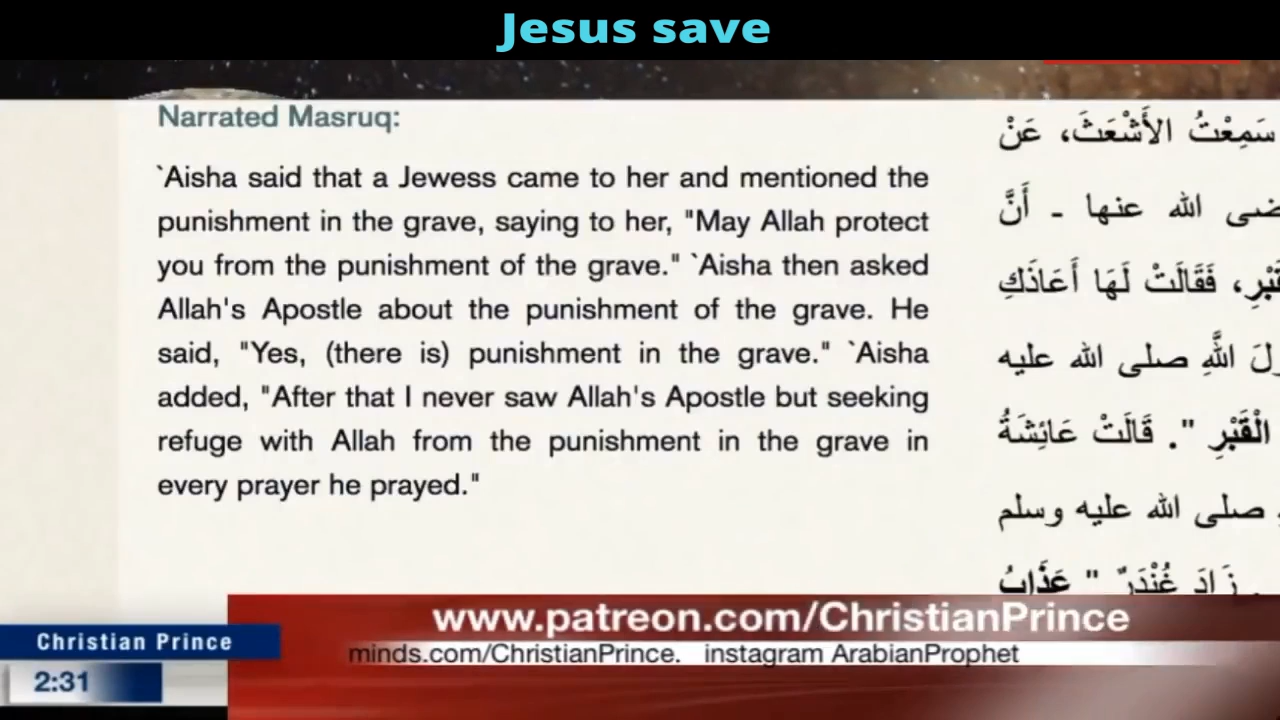 Jesus save
Narrated Masruq:
`Aisha said that a Jewess came to her and mentioned the
punishment in the grave, saying to her, "May Allah protect
you from the punishment of the grave." `Aisha then asked
Allah's Apostle about the punishment of the grave. He
said, "Yes, (there is) punishment in the grave." `Aisha
added, "After that I never saw Allah's Apostle but seeking
refuge with Allah from the punishment in the grave in
every prayer he prayed."
سَمِعْتُ الأَشْعَثَ، عَنْ
الله عنها ـ أَنَّ
فَقَالَتْ لَهَا أَعَاذَكِ
اللَّهِ صلى الله عليه
الْقَبْرِ ". قَالَتْ عَائِشَةُ
صلى الله عليه وسلم
زَادَ غُنْدَرٌ " عَذَابُ
www.patreon.com/ChristianPrince
Christian Prince
minds.com/ChristianPrince. instagram ArabianProphet
2:31